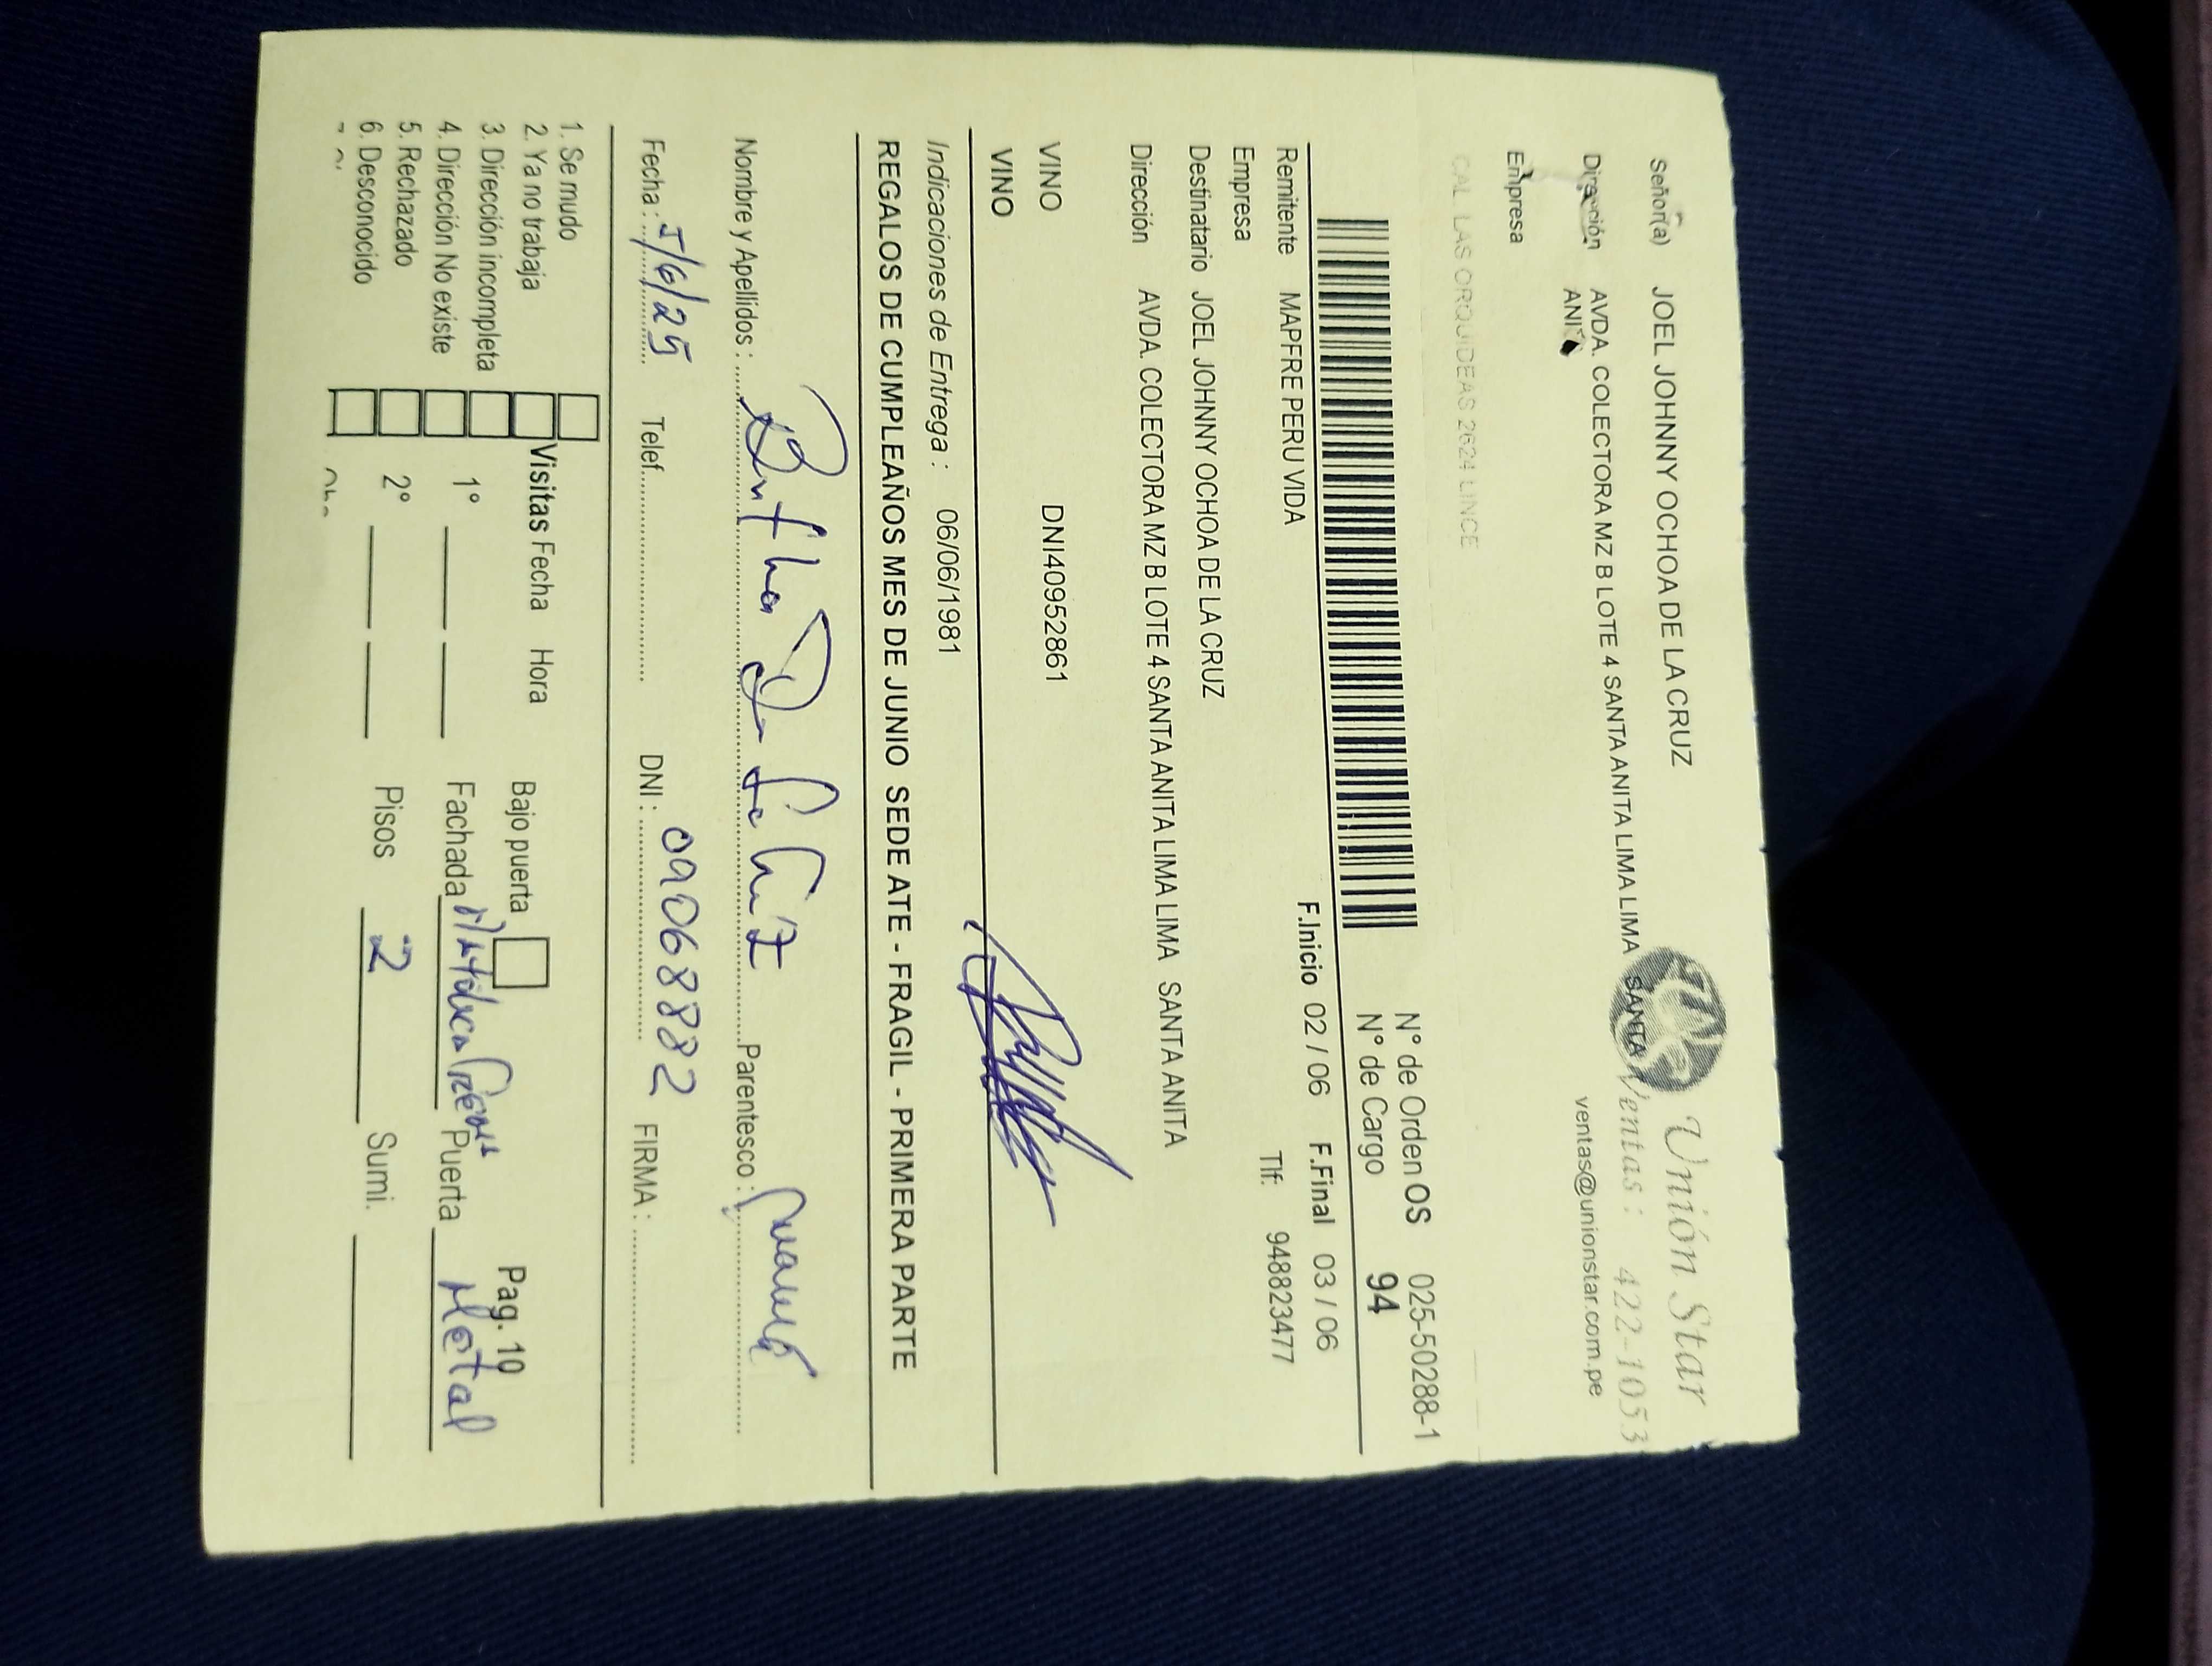 Unión Star
Señor(a) JOEL JOHNNY OCHOA DE LA CRUZ
Ventas : 422-1053
Dirección AVDA. COLECTORA MZ B LOTE 4 SANTA ANITA LIMA LIMA SANTA
ventas@unionstar.com.pe
ANI
Empresa
CAL LAS ORQUIDEAS 2624 LINCE
N° de Orden OS 025-50288-1
N° de Cargo 94
F.Inicio 02 / 06 F.Final 03 / 06
Remitente MAPFRE PERU VIDA
Tlf: 948823477
Empresa
Destinatario JOEL JOHNNY OCHOA DE LA CRUZ
Dirección AVDA. COLECTORA MZ B LOTE 4 SANTA ANITA LIMA LIMA SANTA ANITA
VINO DNI40952861
VINO
Indicaciones de Entrega : 06/06/1981
REGALOS DE CUMPLEAÑOS MES DE JUNIO SEDE ATE - FRAGIL - PRIMERA PARTE
Nombre y Apellidos : De La Cruz Parentesco :
Fecha : 5/6/25 Telef. DNI : 09068882 FIRMA :
1. Se mudo
2. Ya no trabaja
3. Dirección incompleta
4. Dirección No existe
5. Rechazado
6. Desconocido
Visitas Fecha Hora
1°
2°
Bajo puerta Pag. 10
Fachada Puerta Metal
Pisos 2 Sumi.